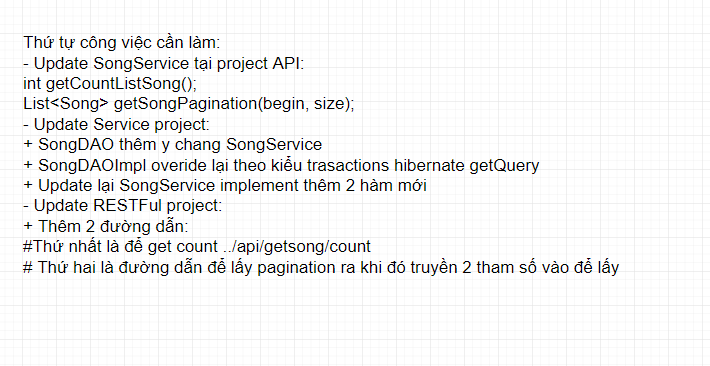 Thứ tự công việc cần làm:
- Update SongService tại project API:
int getCountListSong();
List<Song> getSongPagination(begin, size);
- Update Service project:
+ SongDAO thêm y chang SongService
+ SongDAOImpl overide lại theo kiểu trasactions hibernate getQuery
+ Update lại SongService implement thêm 2 hàm mới
- Update RESTFul project:
+ Thêm 2 đường dẫn:
#Thứ nhất là để get count ../api/getsong/count
# Thứ hai là đường dẫn để lấy pagination ra khi đó truyền 2 tham số vào để lấy